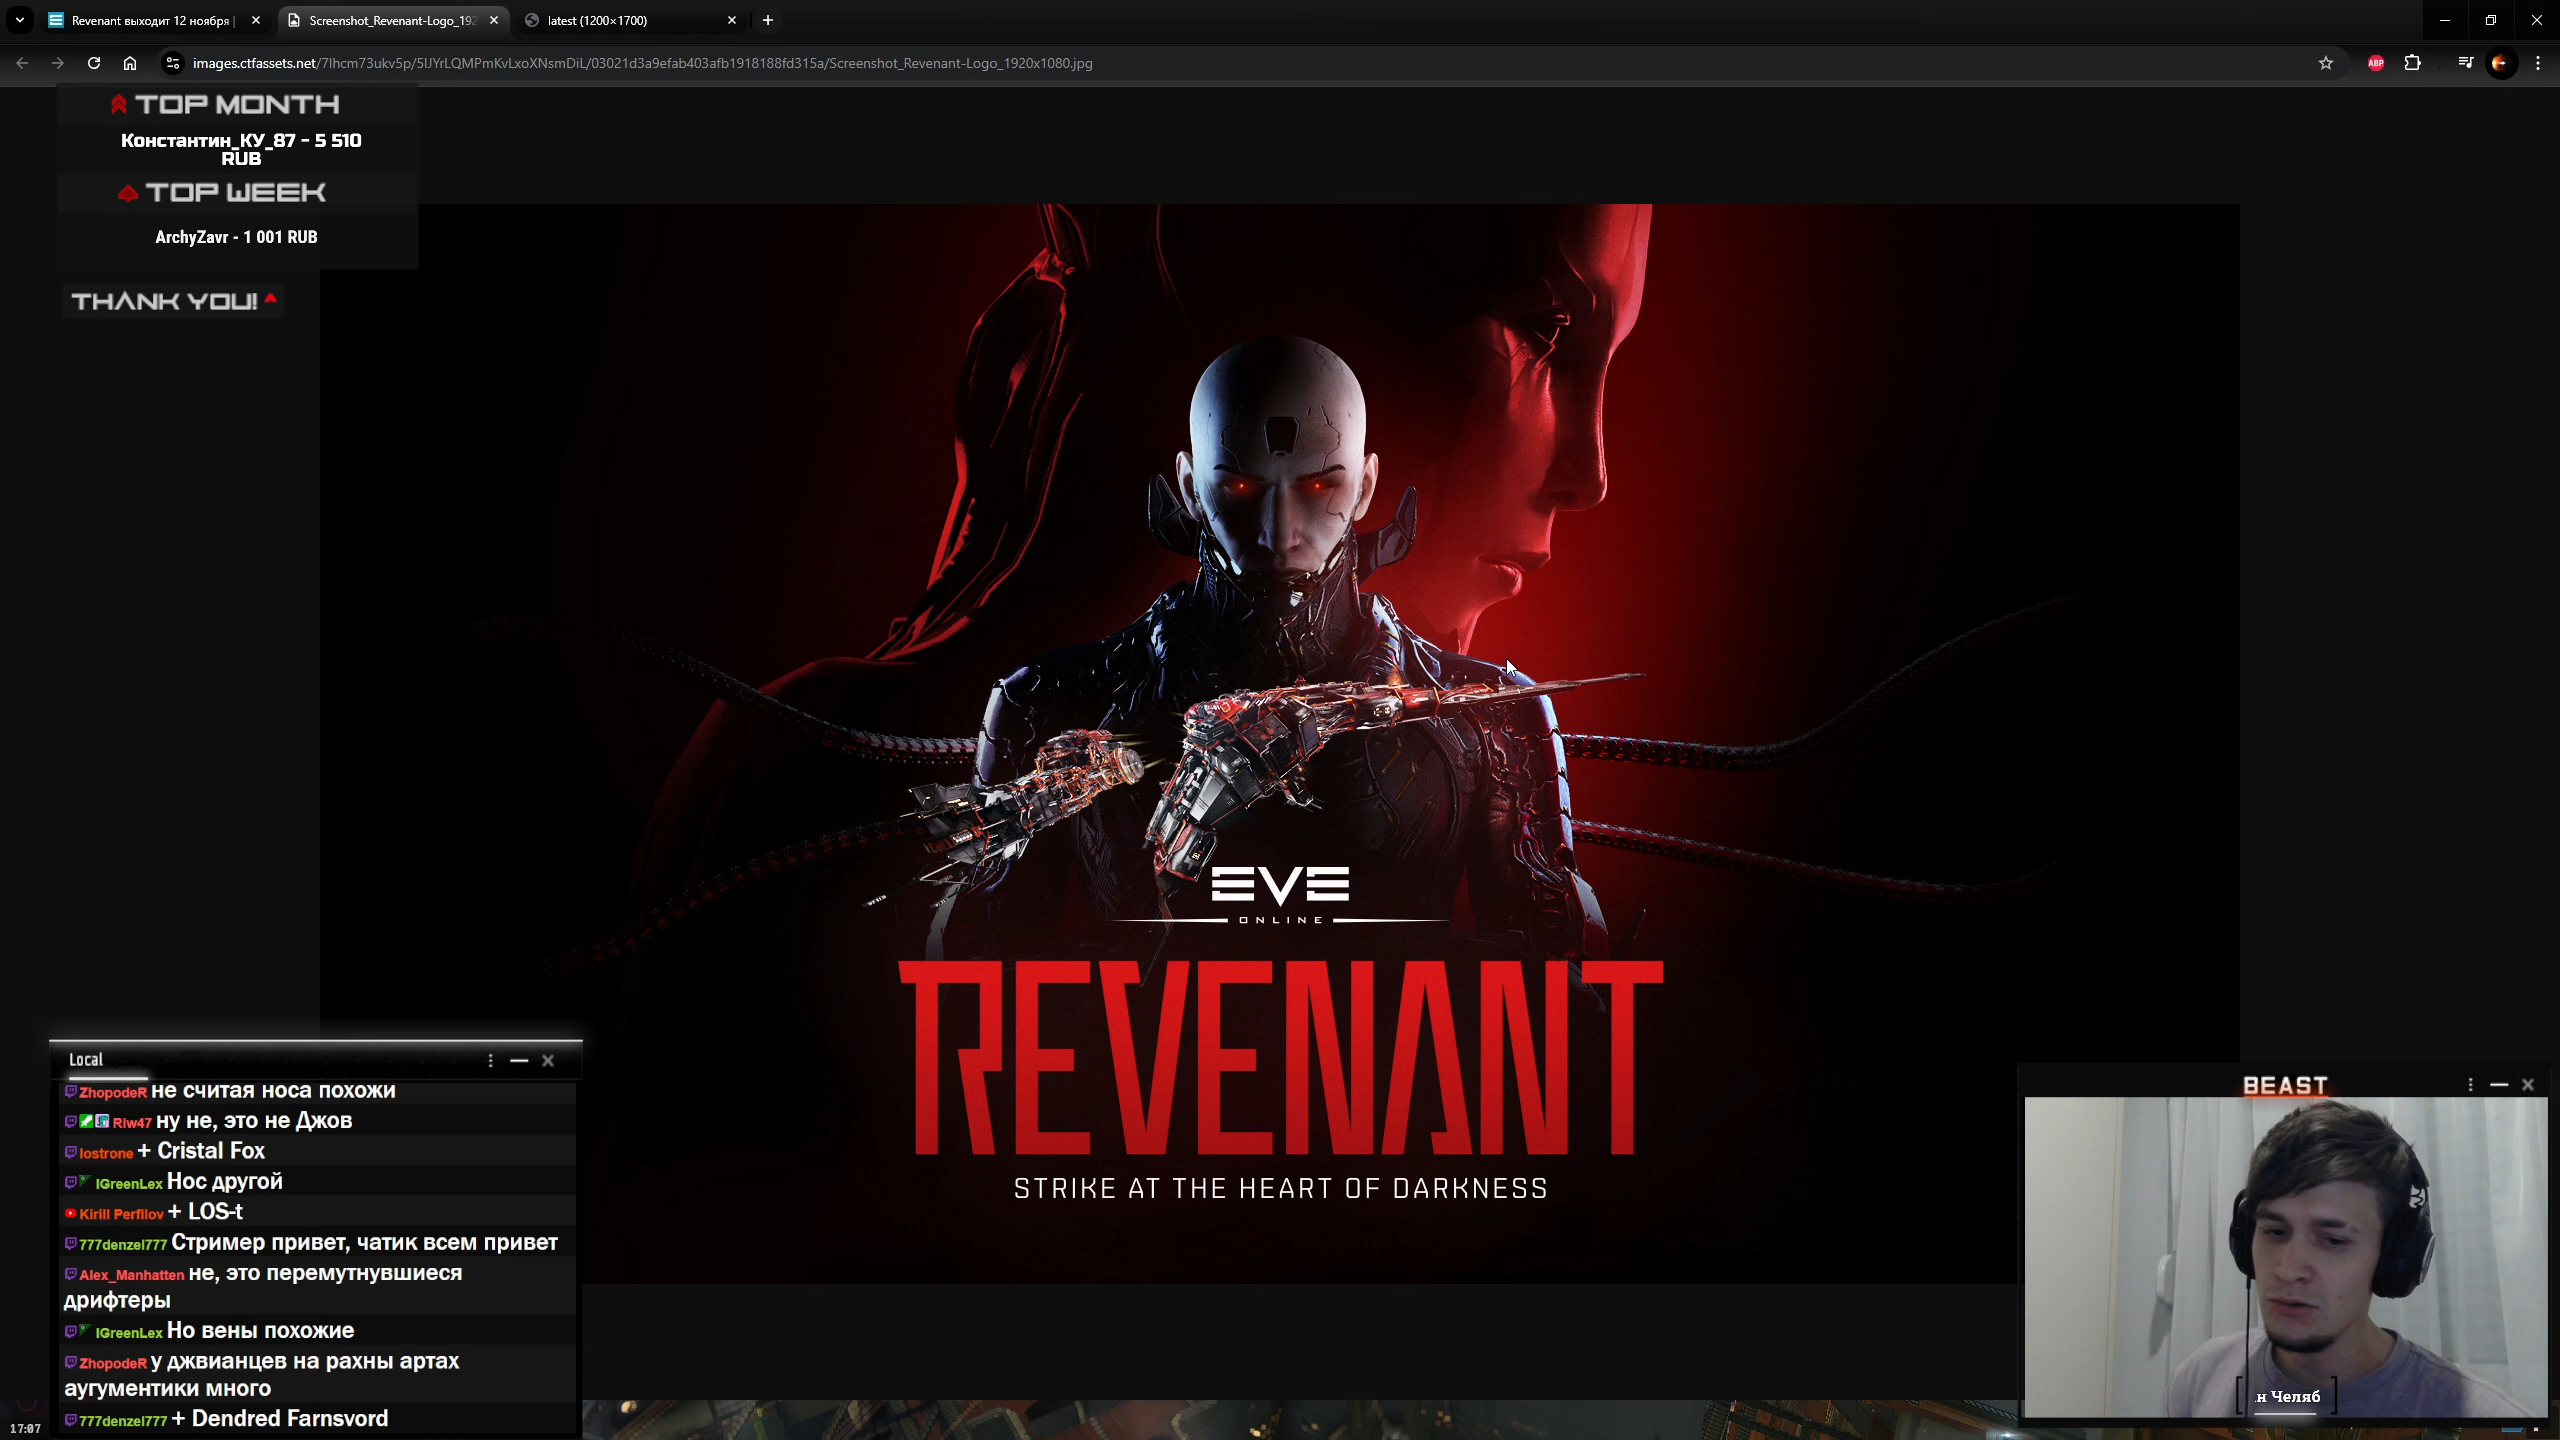 Revenant выходит 12 ноября |
Screenshot_Revenant-Logo_192
latest (1200×1700)
images.ctfassets.net/7lhcm73ukv5p/5lJYrLQMPmKvLxoXNsmDiL/03021d3a9efab403afb1918188fd315a/Screenshot_Revenant-Logo_1920x1080.jpg
ABP
TOP MONTH
Константин_КУ_87 - 5 510
RUB
TOP WEEK
ArchyZavr - 1 001 RUB
THANK YOU!
EVE
ONLINE
REVENANT
STRIKE AT THE HEART OF DARKNESS
Local
ZhopodeR не считая носа похожи
Riw47 ну не, это не Джов
lostrone + Cristal Fox
IGreenLex Нос другой
Kirill Perfilov + LOS-t
777denzel777 Стример привет, чатик всем привет
Alex_Manhatten не, это перемутнувшиеся
дрифтеры
IGreenLex Но вены похожие
ZhopodeR у джвианцев на рахны артах
аугументики много
777denzel777 + Dendred Farnsvord
17:07
BEAST
н Челяб